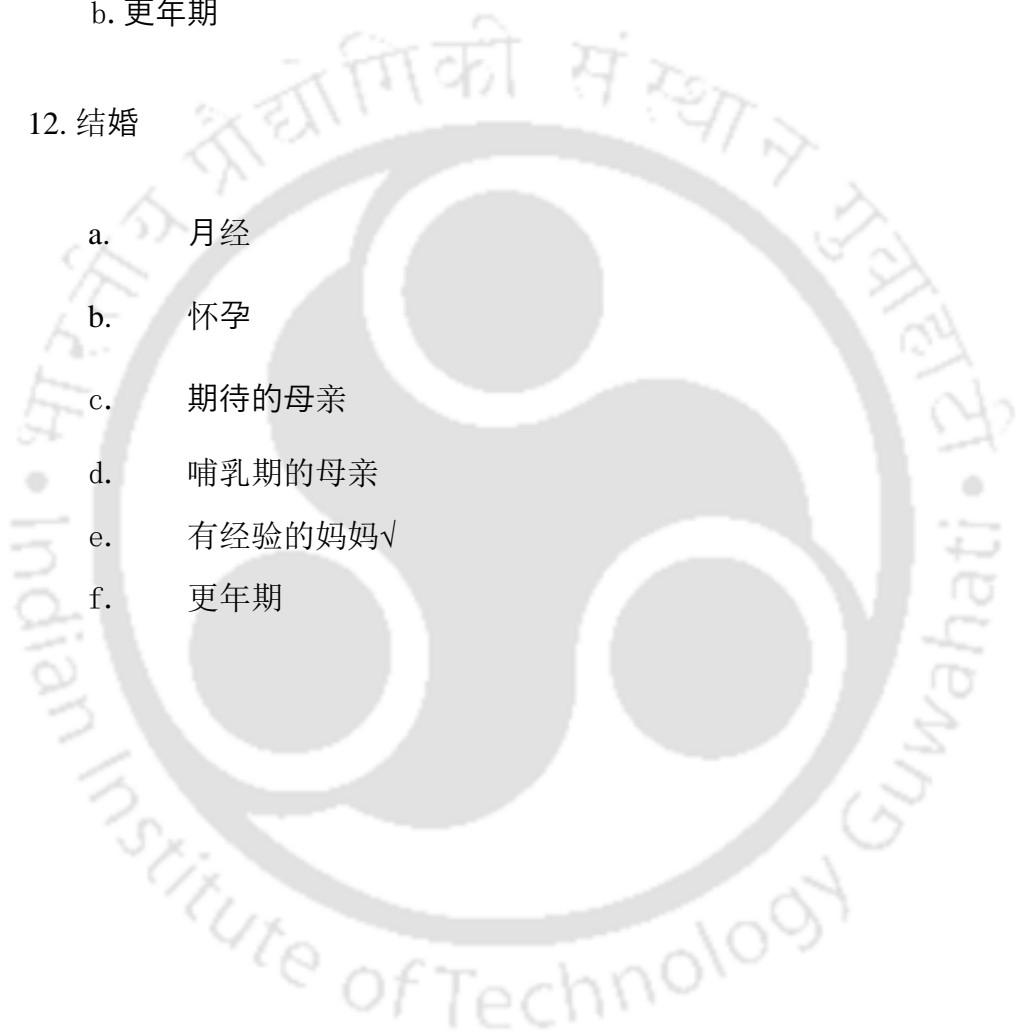 b. 更年期
12. 结婚
a. 月经
b. 怀孕
c. 期待的母亲
d. 哺乳期的母亲
e. 有经验的妈妈√
f. 更年期
भारतीय प्रौद्योगिकी संस्थान गुवाहाटी
Indian Institute of Technology Guwahati